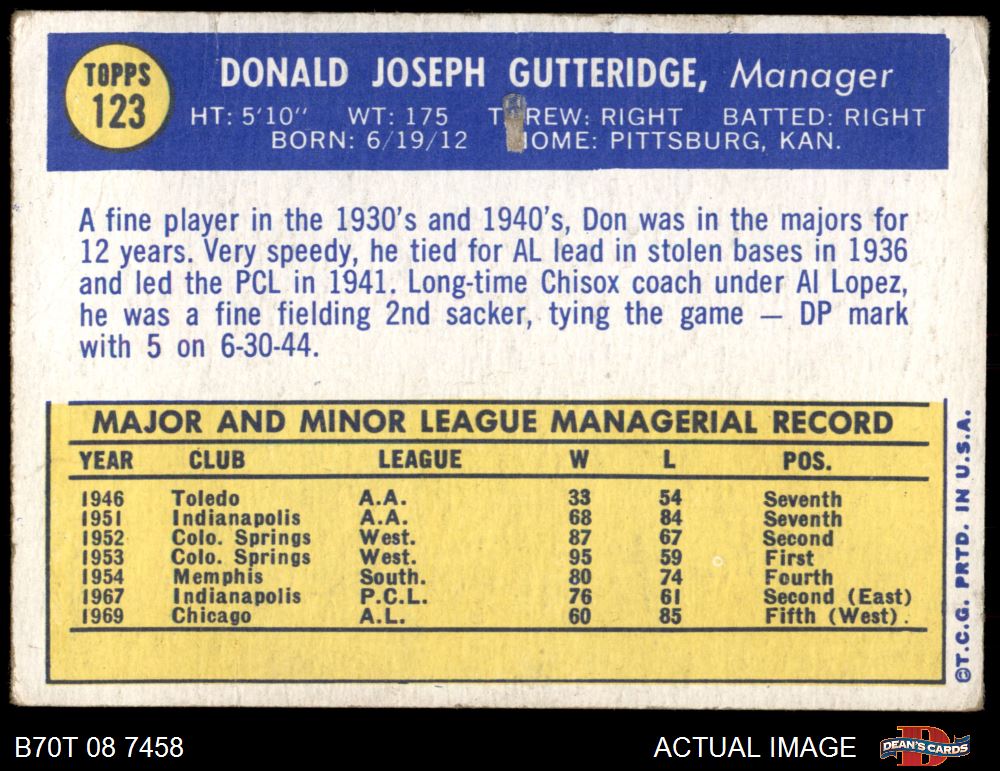 TOPPS
123
DONALD JOSEPH GUTTERIDGE, Manager
HT: 5'10" WT: 175 T REW: RIGHT BATTED: RIGHT
BORN: 6/19/12 HOME: PITTSBURG, KAN.
A fine player in the 1930's and 1940's, Don was in the majors for
12 years. Very speedy, he tied for AL lead in stolen bases in 1936
and led the PCL in 1941. Long-time Chisox coach under Al Lopez,
he was a fine fielding 2nd sacker, tying the game — DP mark
with 5 on 6-30-44.
MAJOR AND MINOR LEAGUE MANAGERIAL RECORD
YEAR CLUB LEAGUE W L POS.
1946 Toledo A.A. 33 54 Seventh
1951 Indianapolis A.A. 68 84 Seventh
1952 Colo. Springs West. 87 67 Second
1953 Colo. Springs West. 95 59 First
1954 Memphis South. 80 74 Fourth
1967 Indianapolis P.C.L. 76 61 Second (East)
1969 Chicago A.L. 60 85 Fifth (West).
©T.C.G. PRTD. IN U.S.A.
B70T 08 7458
ACTUAL IMAGE
DEAN'S CARDS